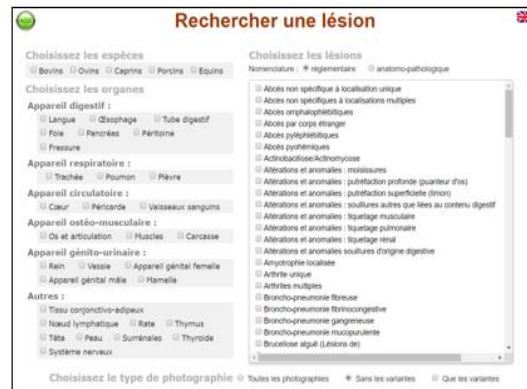 Rechercher une lésion
Choisissez les espèces
Bovins Ovins Caprins Porcins Equins
Choisissez les organes
Appareil digestif :
Langue Œsophage Tube digestif
Foie Pancréas Péritoine
Fressure
Appareil respiratoire :
Trachée Poumon Plèvre
Appareil circulatoire :
Cœur Péricarde Vaisseaux sanguins
Appareil ostéo-musculaire :
Os et articulation Muscles Carcasse
Appareil génito-urinaire :
Rein Vessie Appareil génital femelle
Appareil génital mâle Mamelle
Autres :
Tissu conjonctivo-adipeux
Nœud lymphatique Rate Thymus
Tête Peau Surrénales Thyroïde
Système nerveux
Choisissez les lésions
Nomenclature : réglementaire anatomo-pathologique
Abcès non spécifique à localisation unique
Abcès non spécifiques à localisations multiples
Abcès omphalophlébitiques
Abcès par corps étranger
Abcès pyléphlébitiques
Abcès pyohémiques
Actinobacillose/Actinomycose
Altérations et anomalies : moisissures
Altérations et anomalies : putréfaction profonde (puanteur d'os)
Altérations et anomalies : putréfaction superficielle (limon)
Altérations et anomalies : souillures autres que liées au contenu digestif
Altérations et anomalies : tiquetage musculaire
Altérations et anomalies : tiquetage pulmonaire
Altérations et anomalies : tiquetage rénal
Altérations et anomalies souillures d'origine digestive
Amyotrophie localisée
Arthrite unique
Arthrites multiples
Broncho-pneumonie fibreuse
Broncho-pneumonie fibrinocongestive
Broncho-pneumonie gangreneuse
Broncho-pneumonie mucopurulente
Brucellose aiguë (Lésions de)
Choisissez le type de photographie Toutes les photographies Sans les variantes Que les variantes